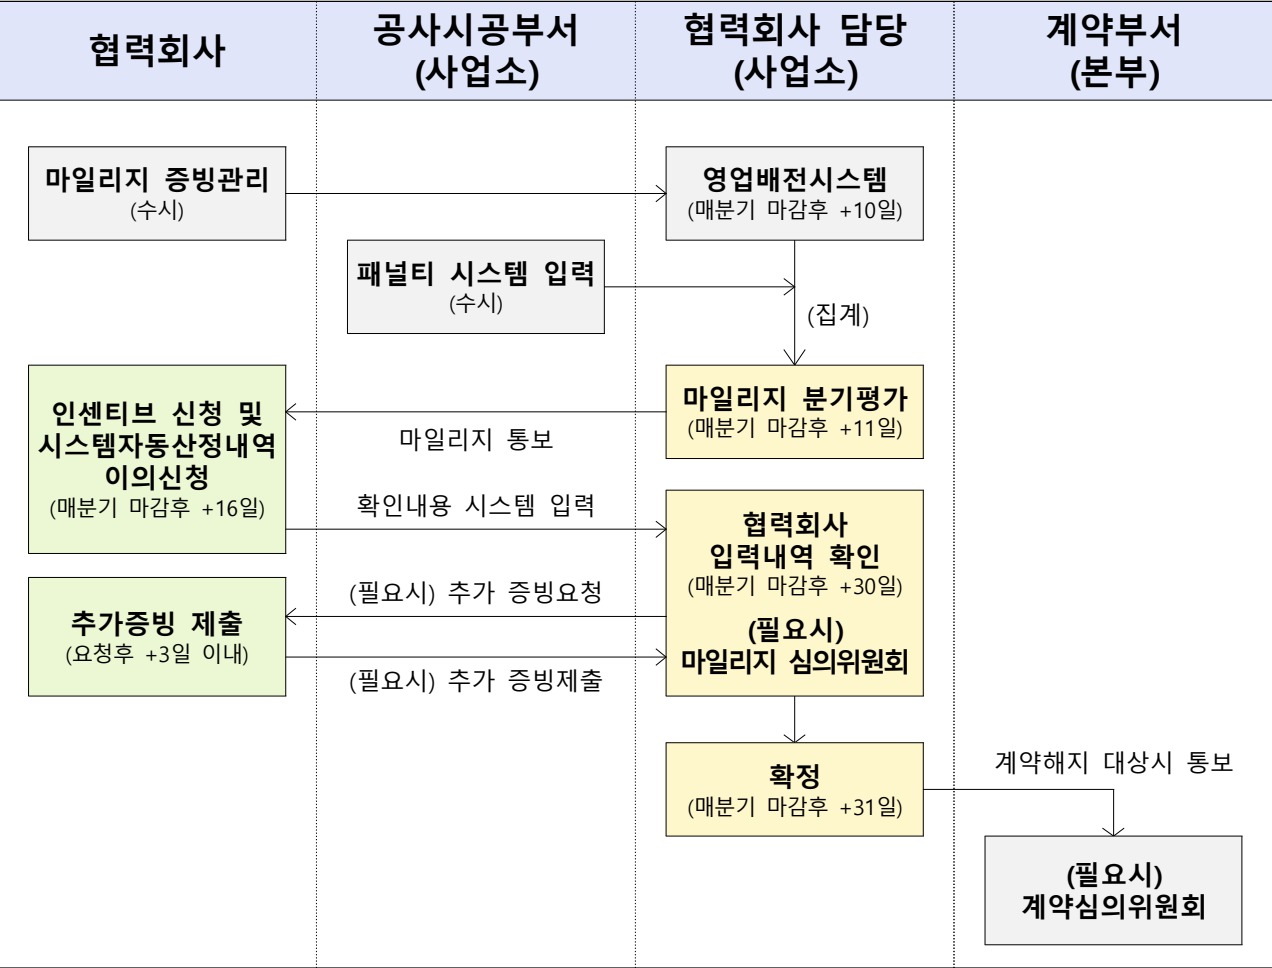 협력회사
공사시공부서
(사업소)
협력회사 담당
(사업소)
계약부서
(본부)
마일리지 증빙관리
(수시)
영업배전시스템
(매분기 마감후 +10일)
패널티 시스템 입력
(수시)
(집계)
인센티브 신청 및
시스템자동산정내역
이의신청
(매분기 마감후 +16일)
마일리지 통보
마일리지 분기평가
(매분기 마감후 +11일)
확인내용 시스템 입력
협력회사
입력내역 확인
(매분기 마감후 +30일)
(필요시)
마일리지 심의위원회
(필요시) 추가 증빙요청
추가증빙 제출
(요청후 +3일 이내)
(필요시) 추가 증빙제출
확정
(매분기 마감후 +31일)
계약해지 대상시 통보
(필요시)
계약심의위원회